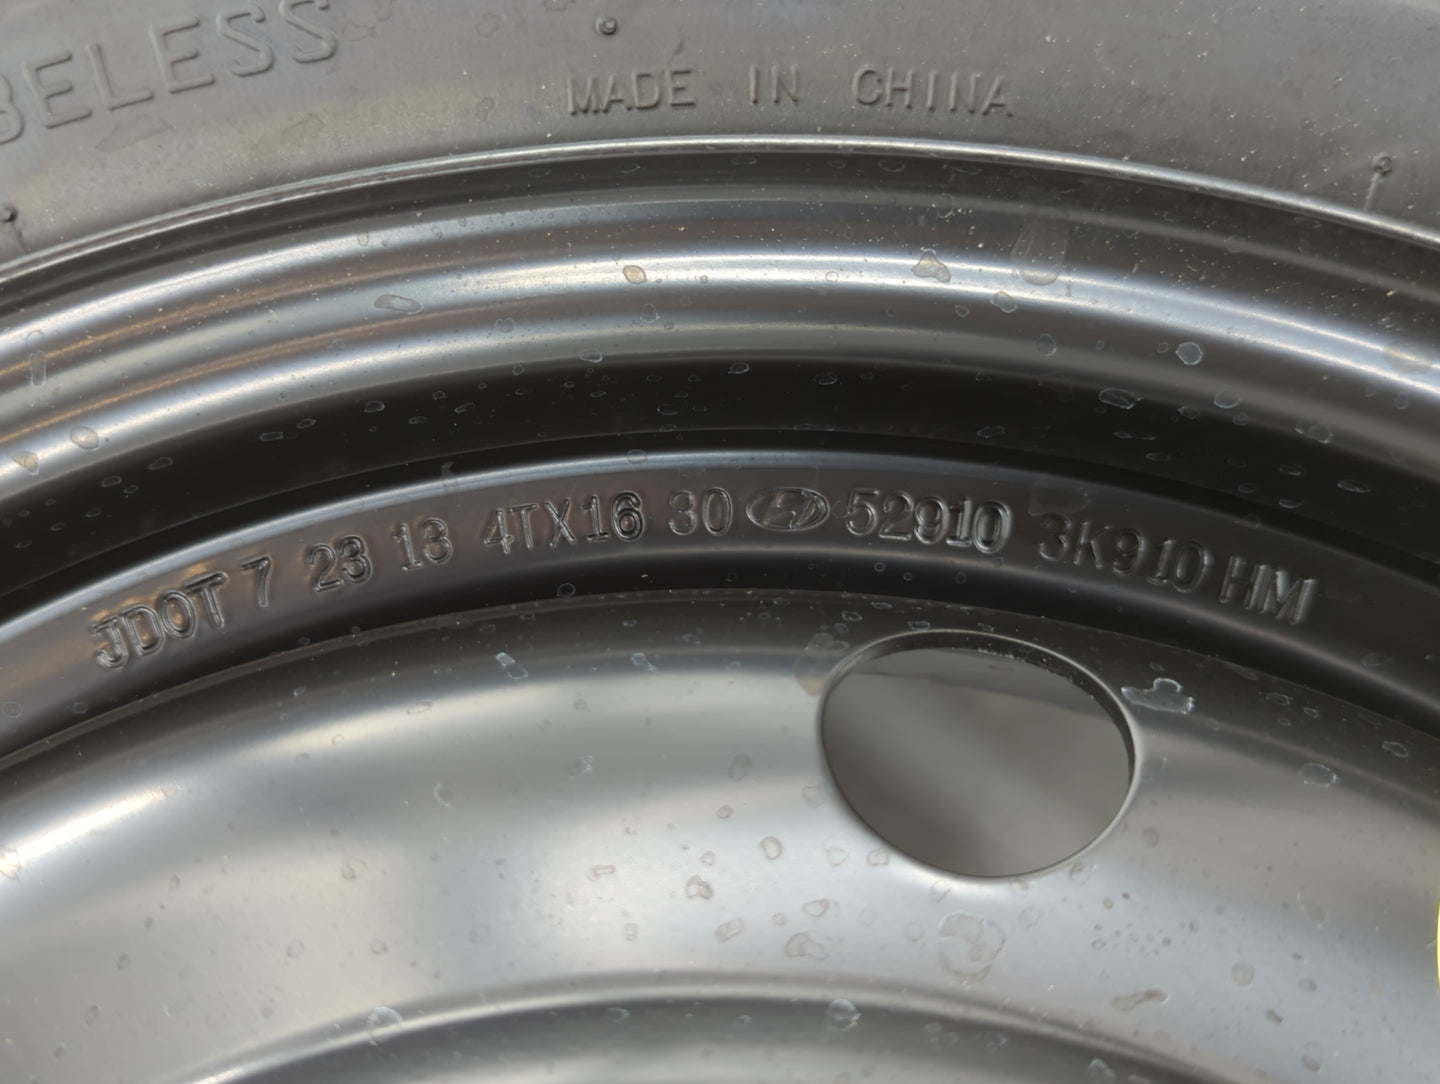 BELESS
MADE IN CHINA
JDOT 7 23 13 4TX16 30 52910 3K910 HM